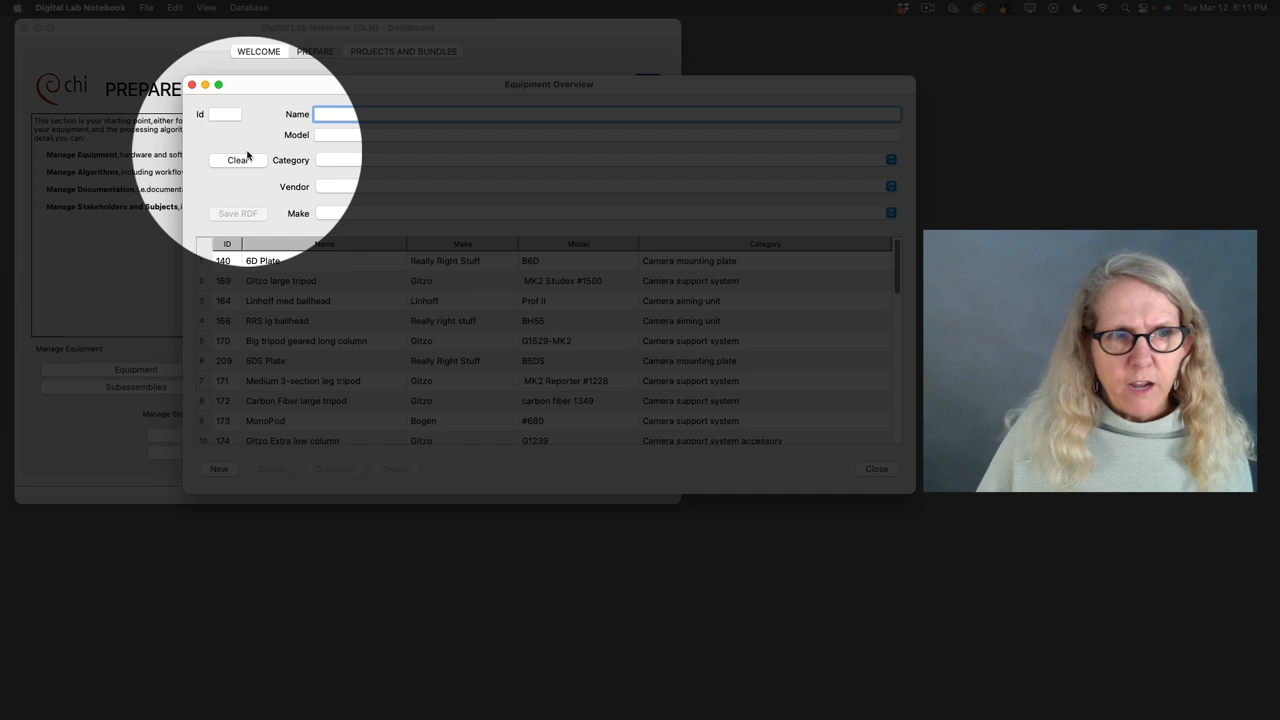 Digital Lab Notebook File Edit View Database Tue Mar 12 6:11 PM
Digital Lab Notebook (DLN) - Dashboard
WELCOME PREPARE PROJECTS AND BUNDLES
chi PREPARE
Equipment Overview
This section is your starting point, either fo
your equipment, and the processing algorit
detail, you can:
Manage Equipment, hardware and soft
Manage Algorithms, including workflow
Manage Documentation, i.e. documents
Manage Stakeholders and Subjects, i
Manage Equipment
Equipment
Subassemblies
Manage Sta
Id Name
Model
Clear Category
Vendor
Save RDF Make
ID Name Make Model Category
1 140 6D Plate Really Right Stuff B6D Camera mounting plate
2 169 Gitzo large tripod Gitzo MK2 Studex #1500 Camera support system
3 164 Linhoff med ballhead Linhoff Prof II Camera aiming unit
4 166 RRS lg ballhead Really right stuff BH55 Camera aiming unit
5 170 Big tripod geared long column Gitzo G1529-MK2 Camera support system
6 209 5DS Plate Really Right Stuff B5DS Camera mounting plate
7 171 Medium 3-section leg tripod Gitzo MK2 Reporter #1228 Camera support system
8 172 Carbon Fiber large tripod Gitzo carbon fiber 1349 Camera support system
9 173 MonoPod Bogen #680 Camera support system
10 174 Gitzo Extra low column Gitzo G1239 Camera support system accessory
New Details Duplicate Delete Close